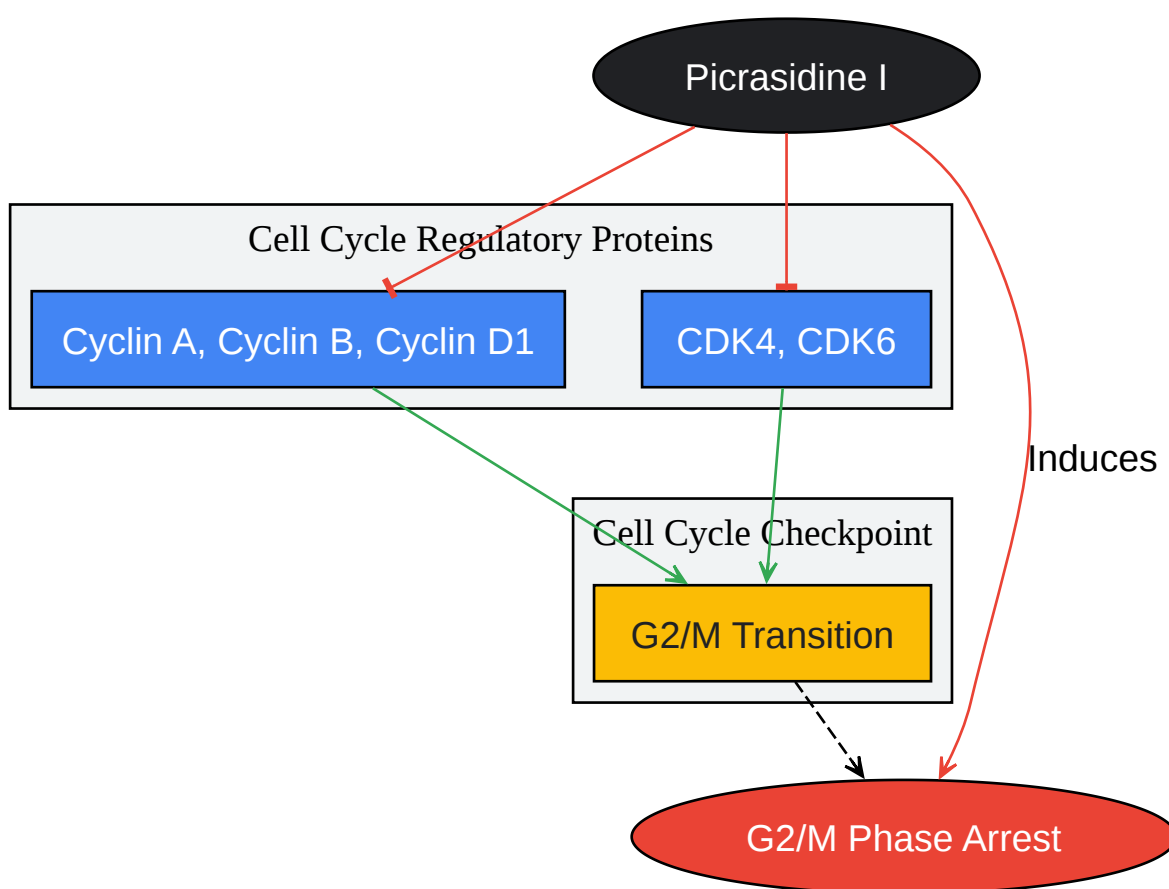 Picrasidine I
Cell Cycle Regulatory Proteins
Cyclin A, Cyclin B, Cyclin D1
CDK4, CDK6
Induces
Cell Cycle Checkpoint
G2/M Transition
G2/M Phase Arrest